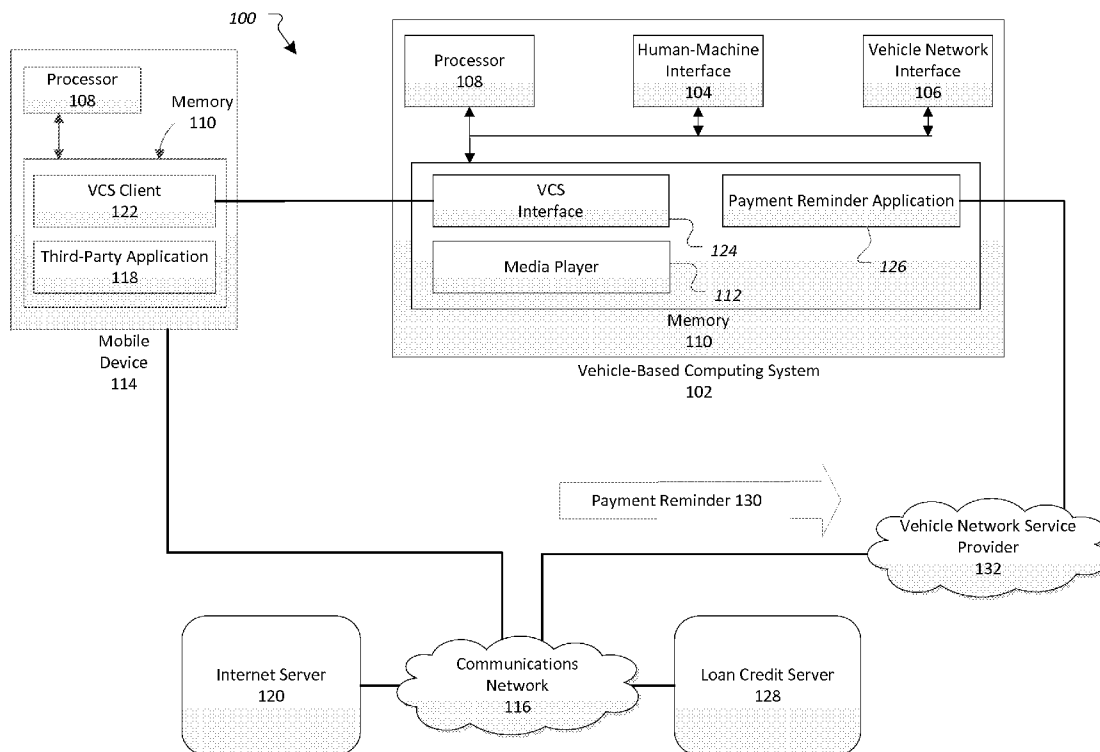 100
Processor
108
Memory
110
VCS Client
122
Third-Party Application
118
Mobile
Device
114
Processor
108
Human-Machine
Interface
104
Vehicle Network
Interface
106
VCS
Interface
124
Payment Reminder Application
126
Media Player
112
Memory
110
Vehicle-Based Computing System
102
Payment Reminder 130
Vehicle Network Service
Provider
132
Internet Server
120
Communications
Network
116
Loan Credit Server
128